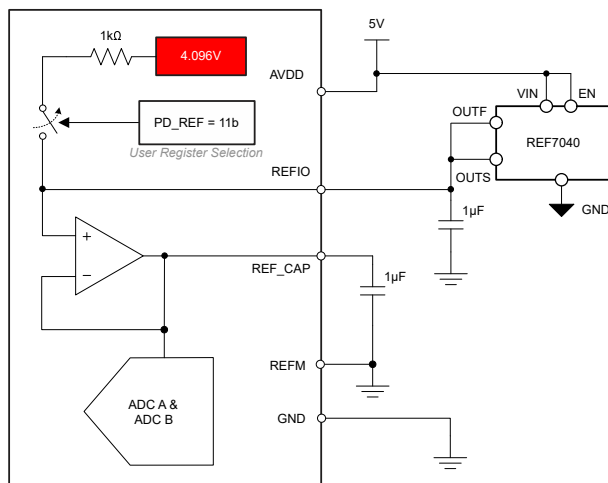 1kΩ
4.096V
5V
AVDD
VIN
EN
OUTF
PD_REF = 11b
REF7040
User Register Selection
OUTS
REFIO
1µF
GND
+
−
REF_CAP
1µF
REFM
ADC A &
ADC B
GND